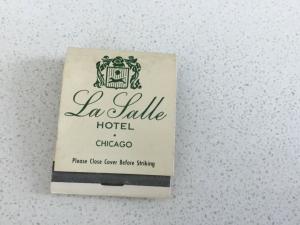 La Salle
HOTEL
CHICAGO
Please Close Cover Before Striking